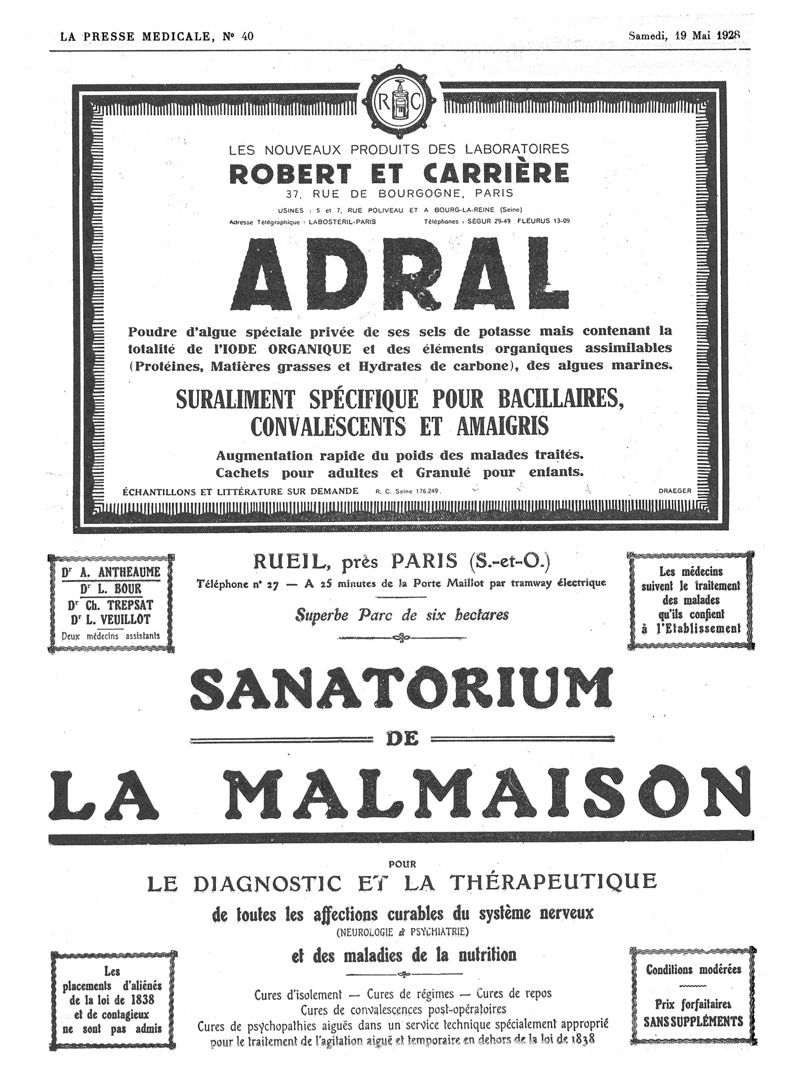 LA PRESSE MEDICALE, Nº 40
Samedi, 19 Mai 1928
R C
LES NOUVEAUX PRODUITS DES LABORATOIRES
ROBERT ET CARRIÈRE
37, RUE DE BOURGOGNE, PARIS
USINES : 5 et 7, RUE POLIVEAU ET A BOURG-LA-REINE (Seine)
Adresse Télégraphique : LABOSTERIL-PARIS Téléphones : SÉGUR 29-49 FLEURUS 13-09
ADRAL
Poudre d'algue spéciale privée de ses sels de potasse mais contenant la
totalité de l'IODE ORGANIQUE et des éléments organiques assimilables
(Protéines, Matières grasses et Hydrates de carbone), des algues marines.
SURALIMENT SPÉCIFIQUE POUR BACILLAIRES,
CONVALESCENTS ET AMAIGRIS
Augmentation rapide du poids des malades traités.
Cachets pour adultes et Granulé pour enfants.
ÉCHANTILLONS ET LITTÉRATURE SUR DEMANDE R. C. Seine 176.249. DRAEGER
Dr A. ANTHEAUME
Dr L. BOUR
Dr Ch. TREPSAT
Dr L. VEUILLOT
Deux médecins assistants
RUEIL, près PARIS (S.-et-O.)
Téléphone nº 27 — A 25 minutes de la Porte Maillot par tramway électrique
Superbe Parc de six hectares
Les médecins
suivent le traitement
des malades
qu'ils confient
à l'Etablissement
SANATORIUM
DE
LA MALMAISON
POUR
LE DIAGNOSTIC ET LA THÉRAPEUTIQUE
de toutes les affections curables du système nerveux
(NEUROLOGIE & PSYCHIATRIE)
et des maladies de la nutrition
Les
placements d'aliénés
de la loi de 1838
et de contagieux
ne sont pas admis
Cures d'isolement — Cures de régimes — Cures de repos
Cures de convalescences post-opératoires
Cures de psychopathies aiguës dans un service technique spécialement approprié
pour le traitement de l'agitation aiguë et temporaire en dehors de la loi de 1838
Conditions modérées
Prix forfaitaires
SANS SUPPLÉMENTS